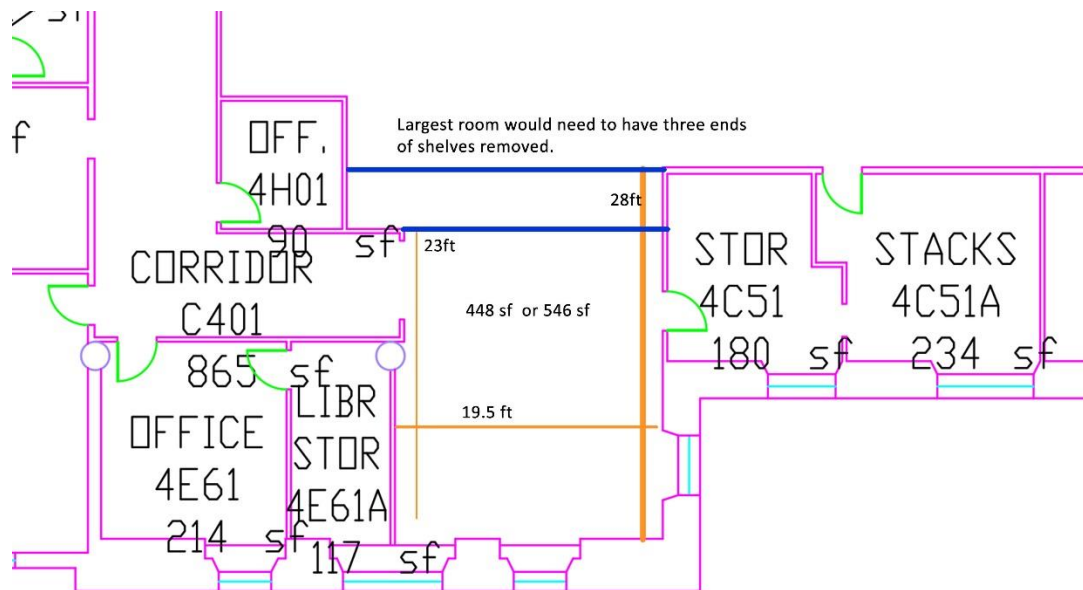 sf
f
OFF.
4H01
90 sf
Largest room would need to have three ends
of shelves removed.
28ft
23ft
CORRIDOR
C401
865 sf
448 sf or 546 sf
19.5 ft
STOR
4C51
180 sf
STACKS
4C51A
234 sf
OFFICE
4E61
214 sf
LIBR
STOR
4E61A
117 sf